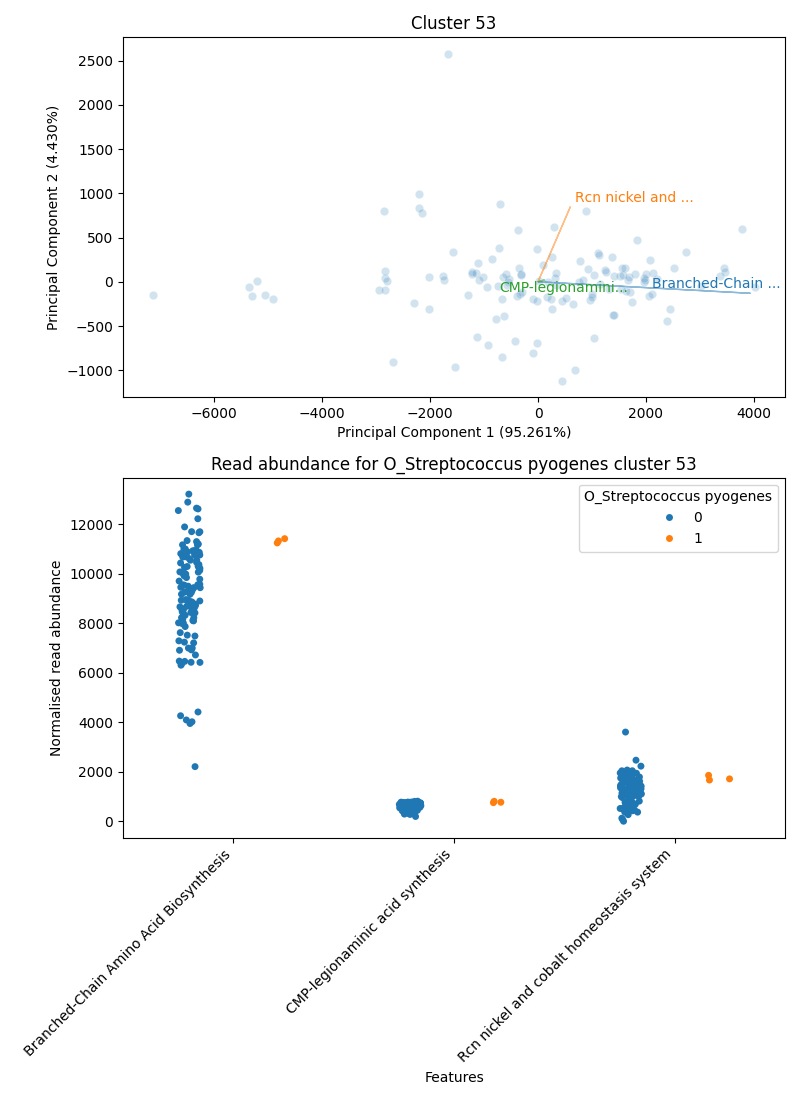 Cluster 53
Principal Component 2 (4.430%)
2500
2000
1500
1000
500
0
−500
−1000
Rcn nickel and ...
CMP-legionamini...
Branched-Chain ...
−6000 −4000 −2000 0 2000 4000
Principal Component 1 (95.261%)
Read abundance for O_Streptococcus pyogenes cluster 53
Normalised read abundance
12000
10000
8000
6000
4000
2000
0
O_Streptococcus pyogenes
0
1
Branched-Chain Amino Acid Biosynthesis
CMP-legionaminic acid synthesis
Rcn nickel and cobalt homeostasis system
Features